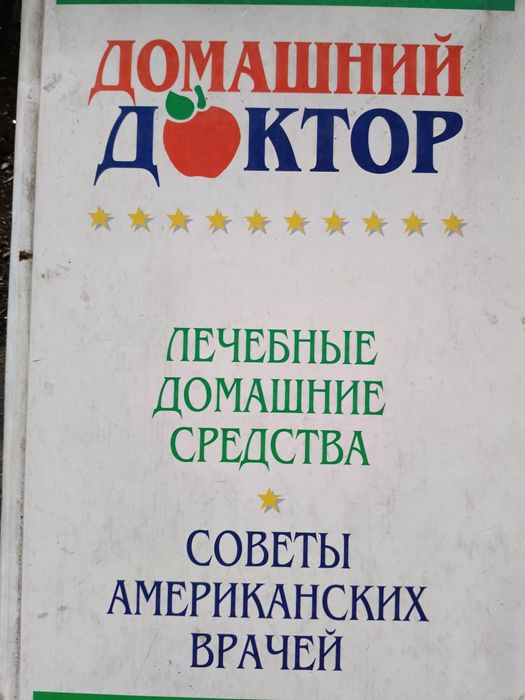 ДОМАШНИЙ
ДОКТОР
ЛЕЧЕБНЫЕ
ДОМАШНИЕ
СРЕДСТВА
СОВЕТЫ
АМЕРИКАНСКИХ
ВРАЧЕЙ